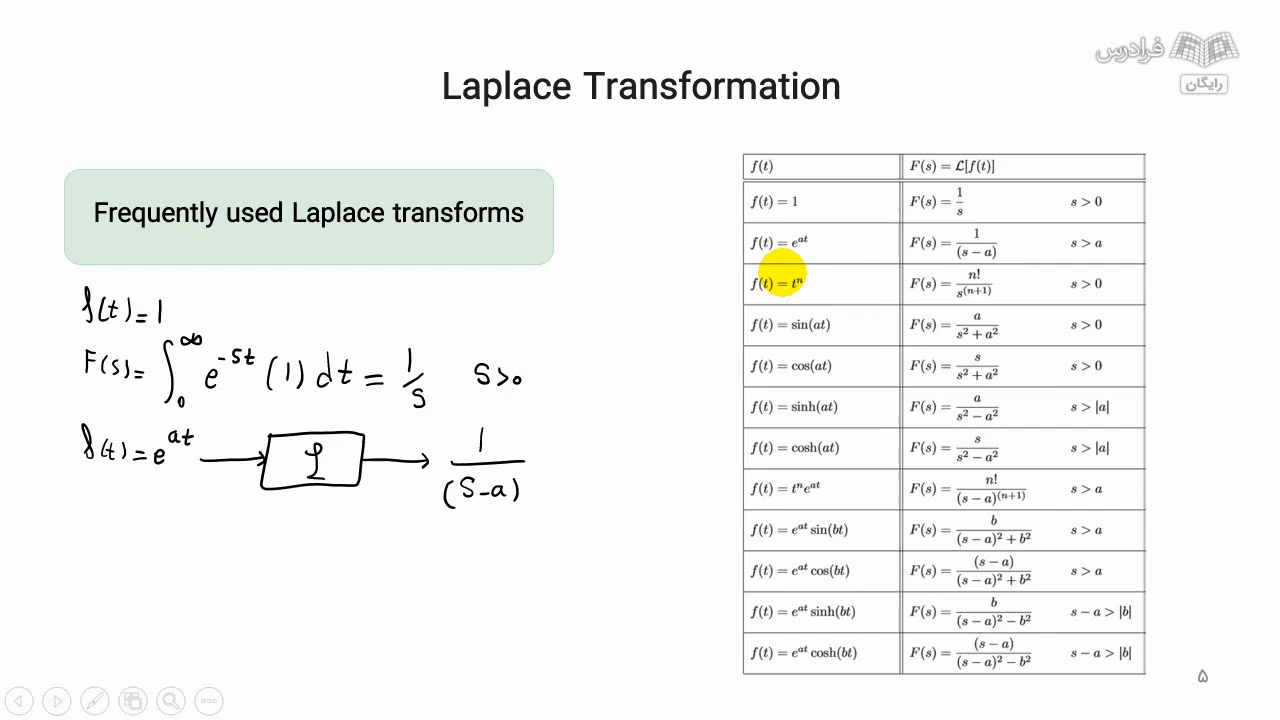 فرادرس
رایگان
Laplace Transformation
Frequently used Laplace transforms
f(t)=1
F(s)= ∫₀^∞ e^{-st} (1) dt = 1/s    s>0
f(t)=e^{at} → ℒ → 1/(s-a)
f(t)    F(s) = ℒ[f(t)]
f(t) = 1    F(s) = 1/s    s > 0
f(t) = e^{at}    F(s) = 1/(s − a)    s > a
f(t) = t^n    F(s) = n!/s^{(n+1)}    s > 0
f(t) = sin(at)    F(s) = a/(s² + a²)    s > 0
f(t) = cos(at)    F(s) = s/(s² + a²)    s > 0
f(t) = sinh(at)    F(s) = a/(s² − a²)    s > |a|
f(t) = cosh(at)    F(s) = s/(s² − a²)    s > |a|
f(t) = t^n e^{at}    F(s) = n!/(s − a)^{(n+1)}    s > a
f(t) = e^{at} sin(bt)    F(s) = b/((s − a)² + b²)    s > a
f(t) = e^{at} cos(bt)    F(s) = (s − a)/((s − a)² + b²)    s > a
f(t) = e^{at} sinh(bt)    F(s) = b/((s − a)² − b²)    s − a > |b|
f(t) = e^{at} cosh(bt)    F(s) = (s − a)/((s − a)² − b²)    s − a > |b|
۵